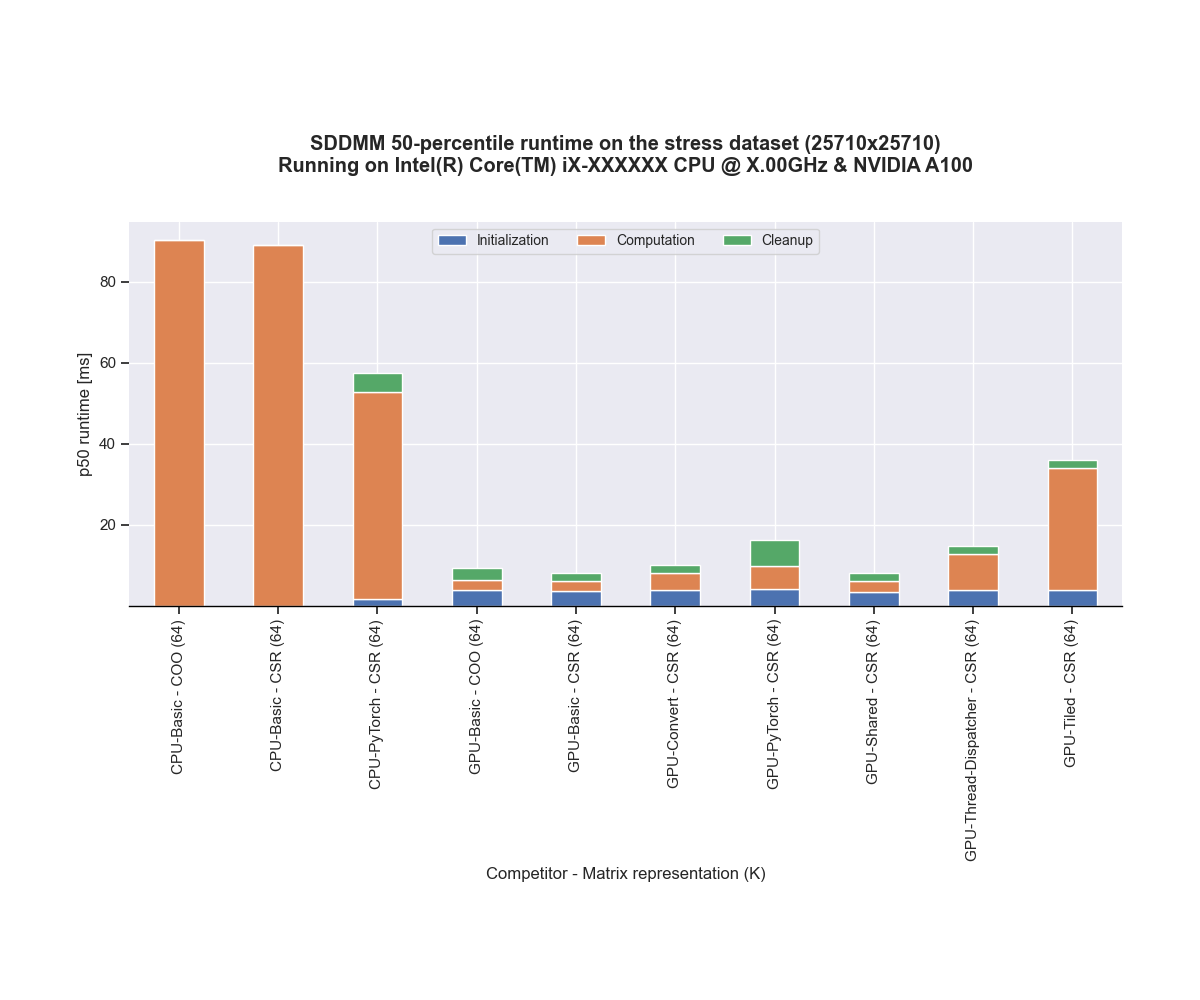 SDDMM 50-percentile runtime on the stress dataset (25710x25710)
Running on Intel(R) Core(TM) iX-XXXXXX CPU @ X.00GHz & NVIDIA A100
Initialization
Computation
Cleanup
p50 runtime [ms]
80
60
40
20
CPU-Basic - COO (64)
CPU-Basic - CSR (64)
CPU-PyTorch - CSR (64)
GPU-Basic - COO (64)
GPU-Basic - CSR (64)
GPU-Convert - CSR (64)
GPU-PyTorch - CSR (64)
GPU-Shared - CSR (64)
GPU-Thread-Dispatcher - CSR (64)
GPU-Tiled - CSR (64)
Competitor - Matrix representation (K)